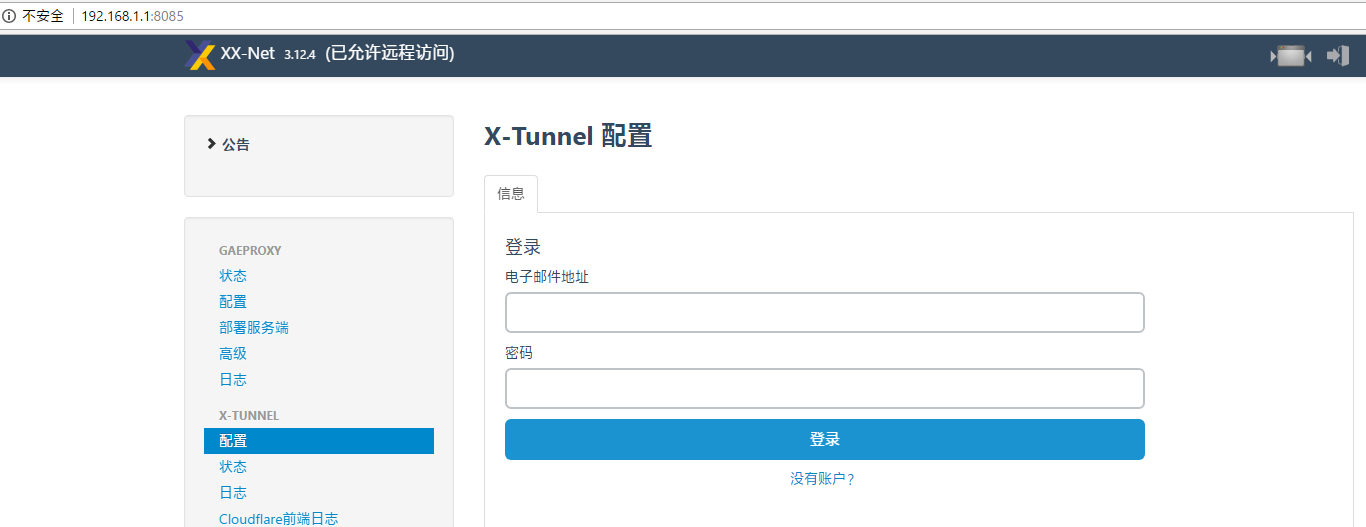 不安全 192.168.1.1:8085
XX-Net 3.12.4 (已允许远程访问)
公告
GAEPROXY
状态
配置
部署服务端
高级
日志
X-TUNNEL
配置
状态
日志
Cloudflare前端日志
X-Tunnel 配置
信息
登录
电子邮件地址
密码
登录
没有账户?